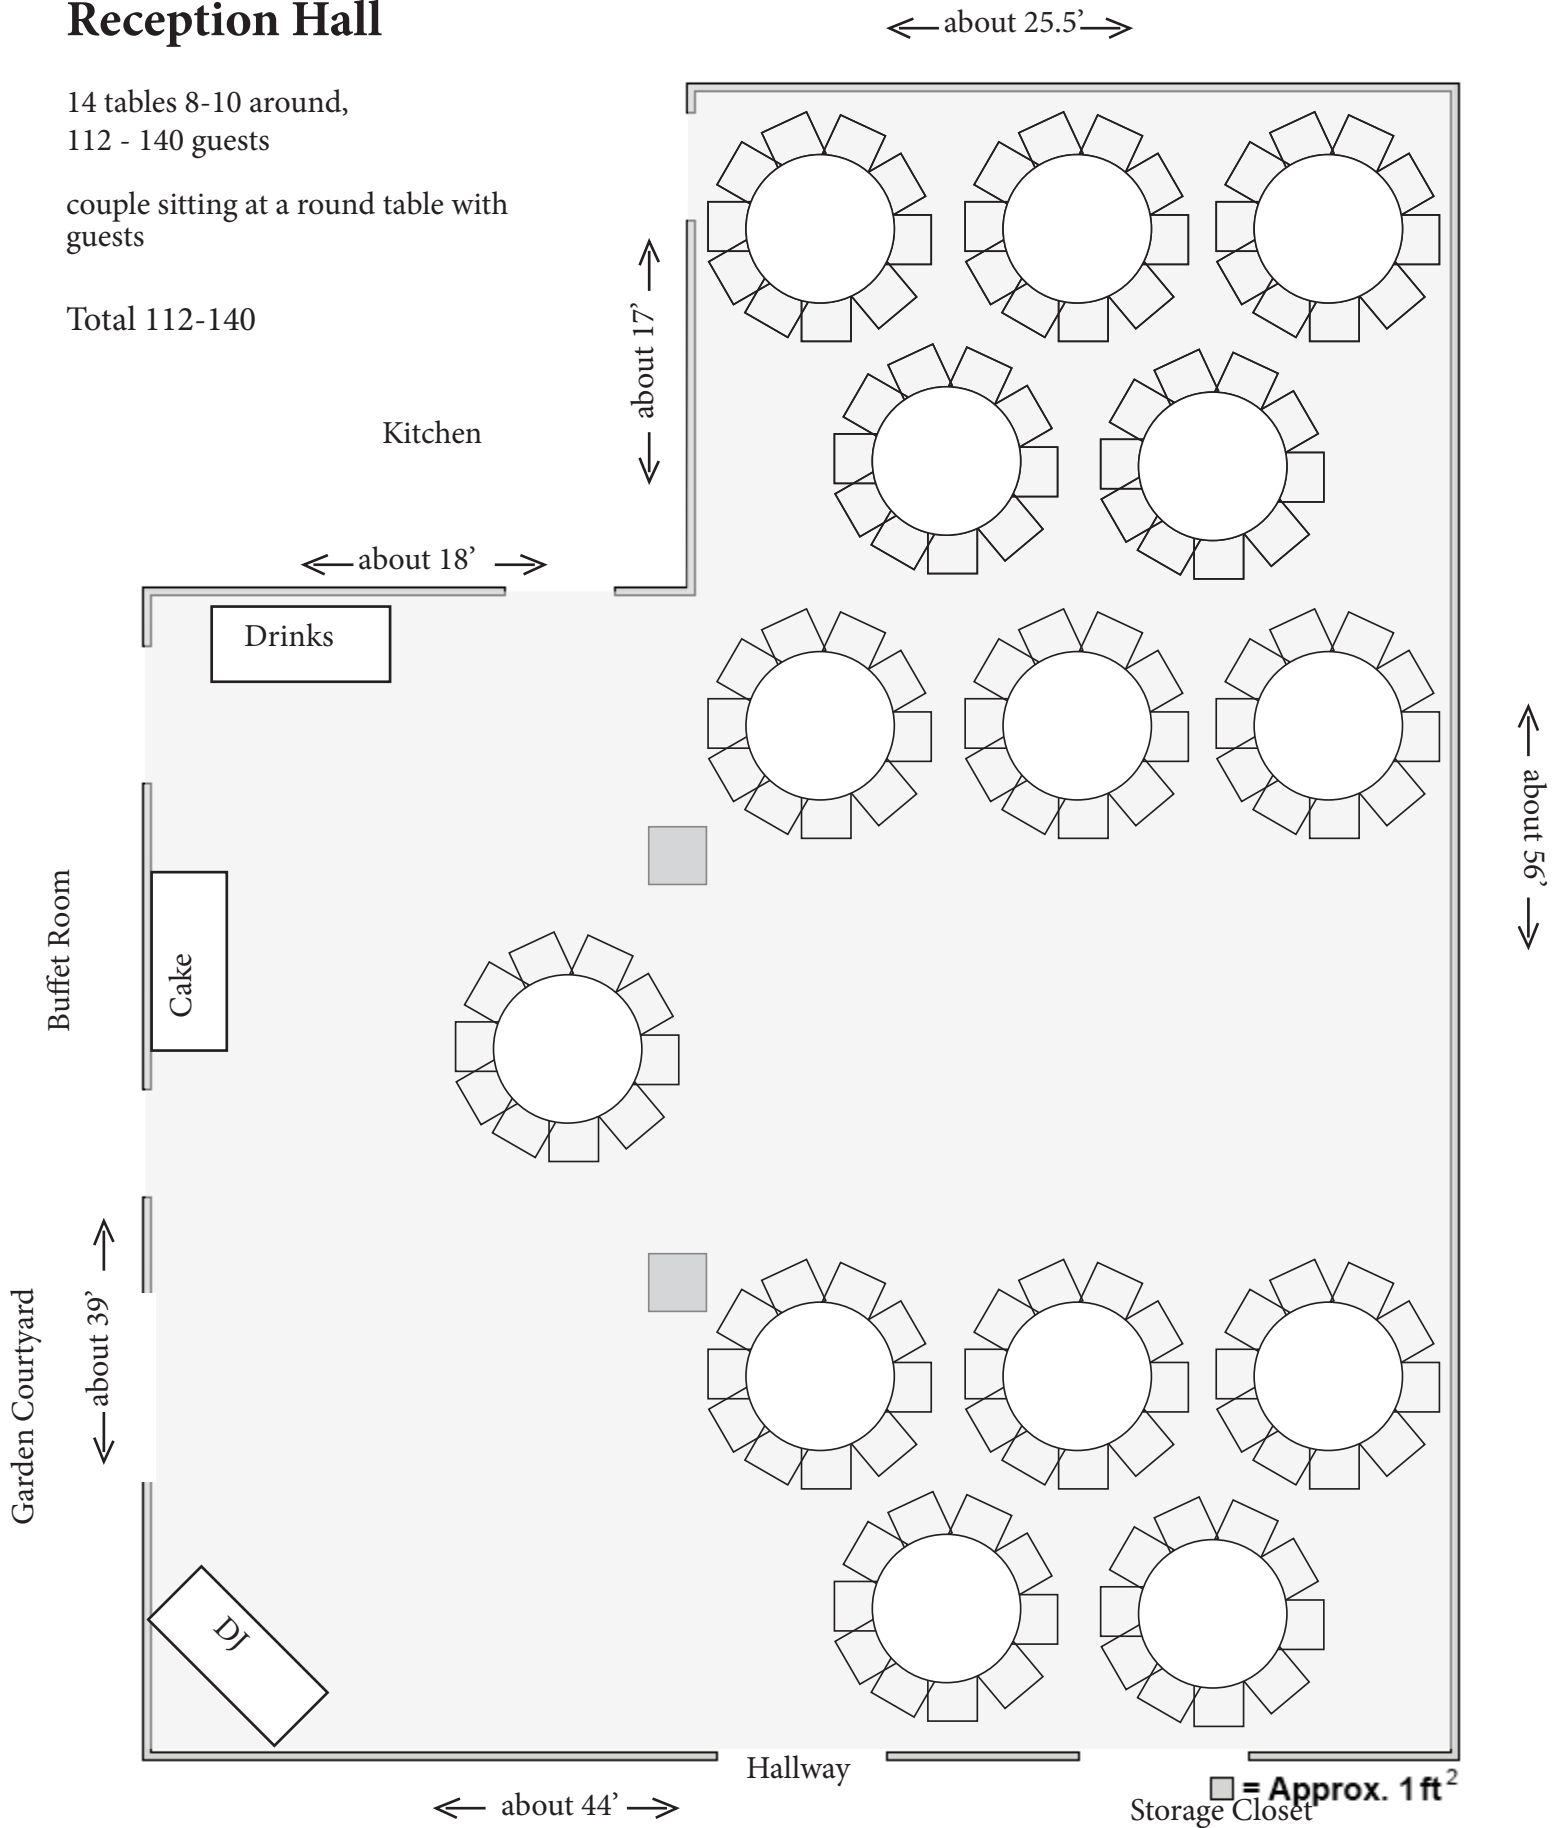 Reception Hall
about 25.5’
14 tables 8-10 around,
112 - 140 guests
couple sitting at a round table with
guests
Total 112-140
about 17’
Kitchen
about 18’
Drinks
about 56’
Buffet Room
Cake
Garden Courtyard
about 39’
DJ
Hallway
= Approx. 1 ft²
about 44’
Storage Closet